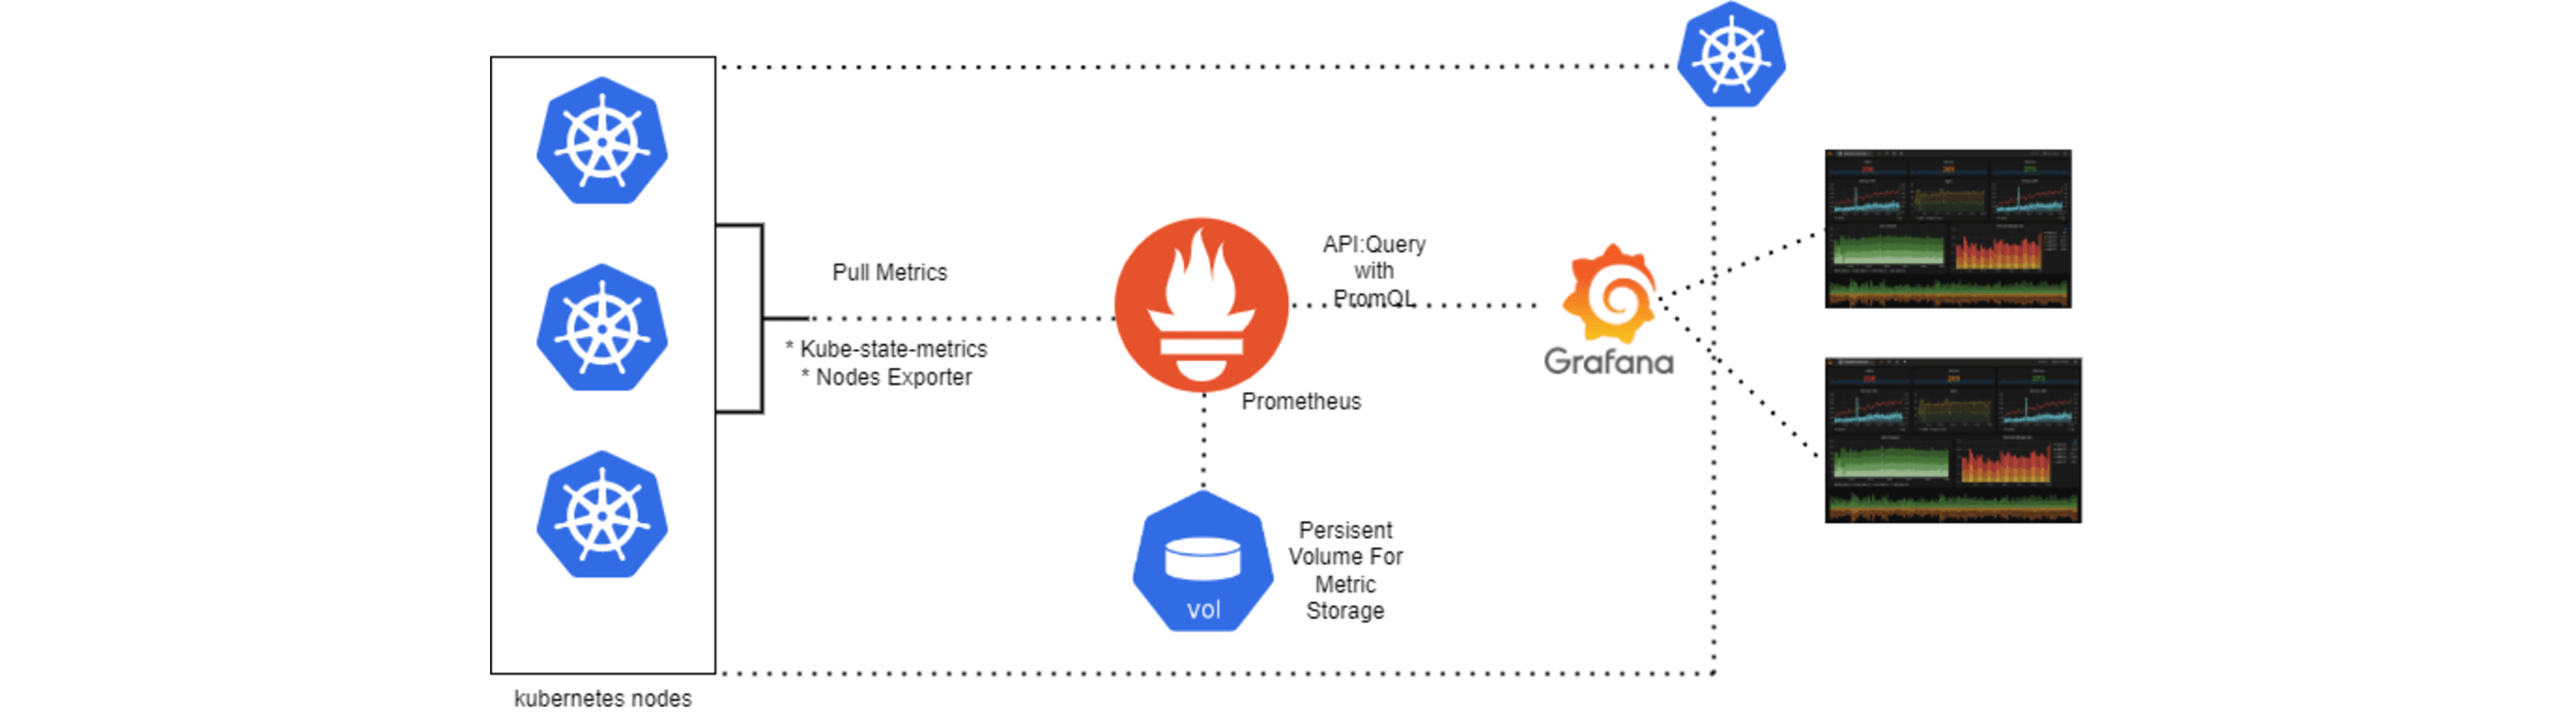 Pull Metrics
* Kube-state-metrics
* Nodes Exporter
API:Query
with
PromQL
Prometheus
Grafana
vol
Persisent
Volume For
Metric
Storage
kubernetes nodes